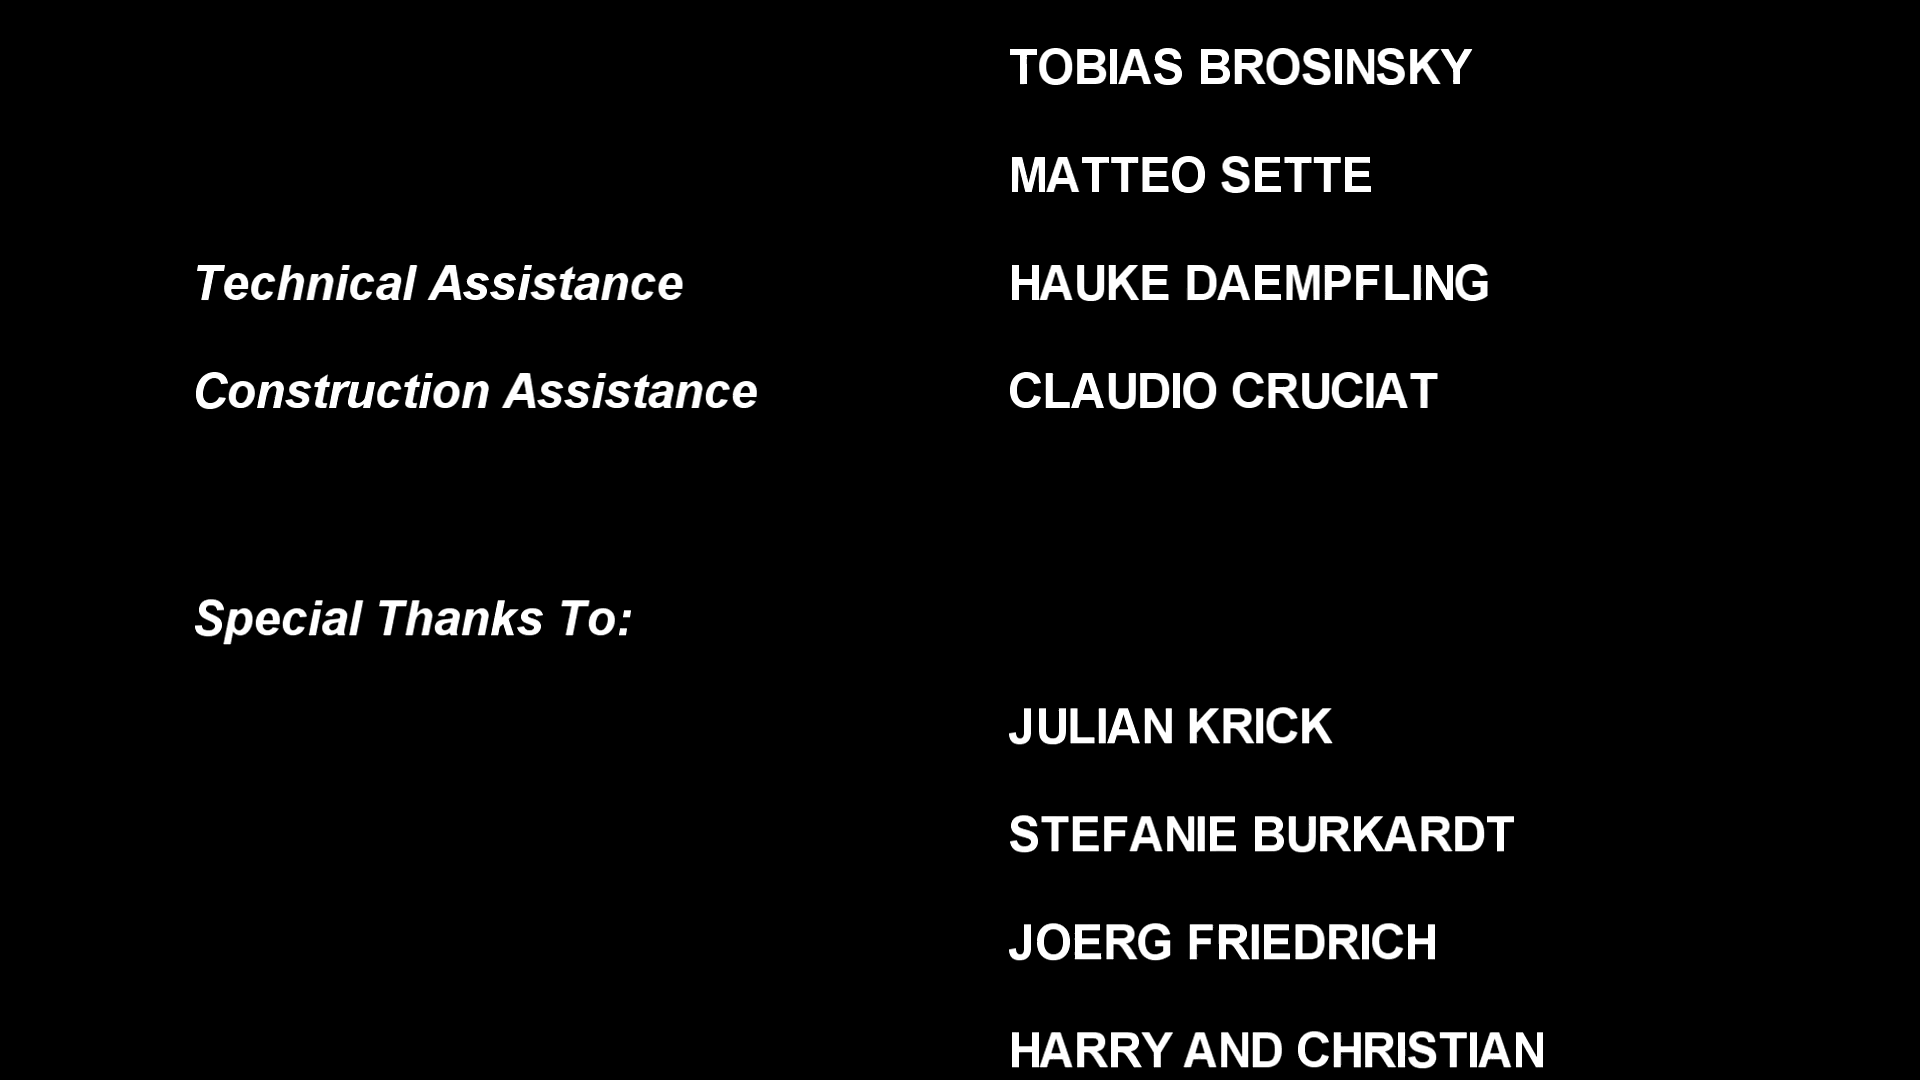 TOBIAS BROSINSKY
MATTEO SETTE
Technical Assistance HAUKE DAEMPFLING
Construction Assistance CLAUDIO CRUCIAT
Special Thanks To:
JULIAN KRICK
STEFANIE BURKARDT
JOERG FRIEDRICH
HARRY AND CHRISTIAN